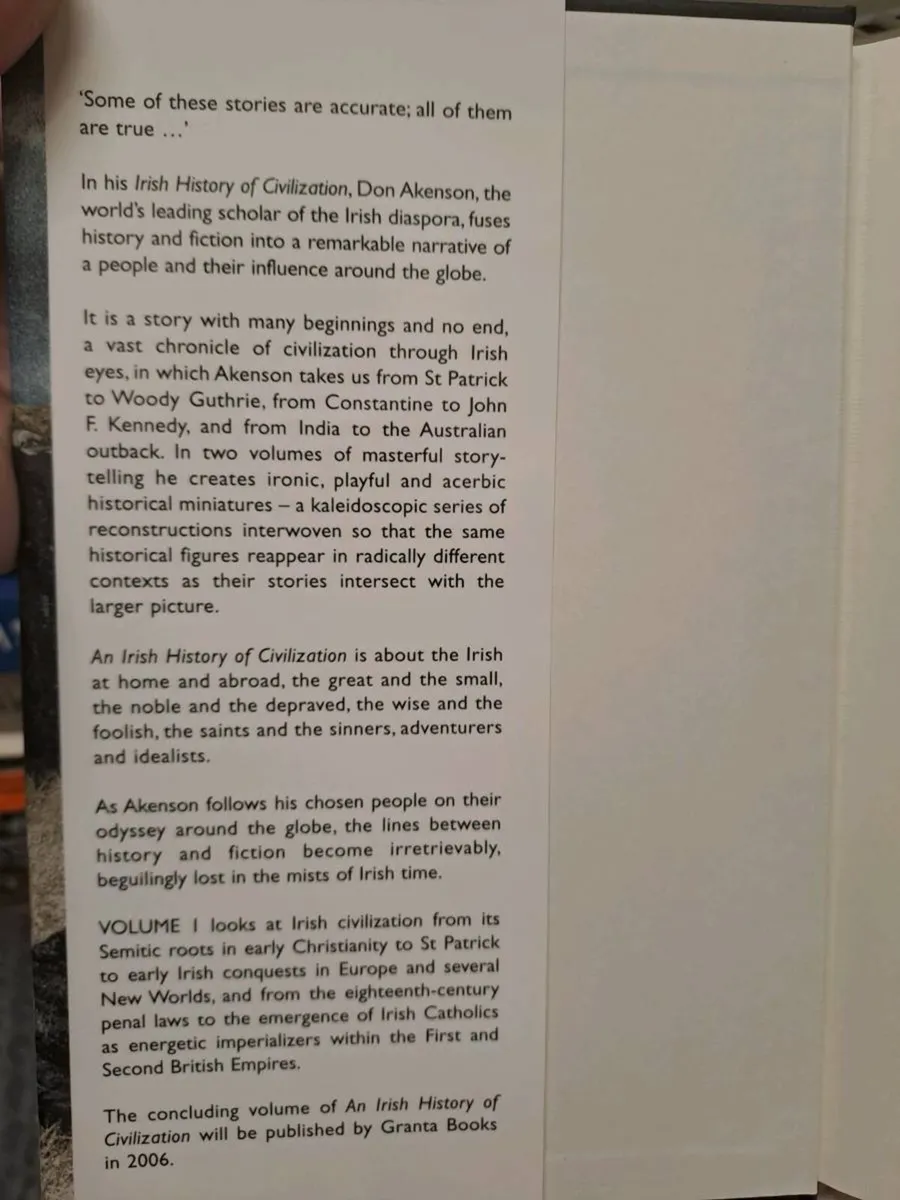 ‘Some of these stories are accurate; all of them
are true ...’
In his Irish History of Civilization, Don Akenson, the
world’s leading scholar of the Irish diaspora, fuses
history and fiction into a remarkable narrative of
a people and their influence around the globe.
It is a story with many beginnings and no end,
a vast chronicle of civilization through Irish
eyes, in which Akenson takes us from St Patrick
to Woody Guthrie, from Constantine to John
F. Kennedy, and from India to the Australian
outback. In two volumes of masterful story-
telling he creates ironic, playful and acerbic
historical miniatures – a kaleidoscopic series of
reconstructions interwoven so that the same
historical figures reappear in radically different
contexts as their stories intersect with the
larger picture.
An Irish History of Civilization is about the Irish
at home and abroad, the great and the small,
the noble and the depraved, the wise and the
foolish, the saints and the sinners, adventurers
and idealists.
As Akenson follows his chosen people on their
odyssey around the globe, the lines between
history and fiction become irretrievably,
beguilingly lost in the mists of Irish time.
VOLUME 1 looks at Irish civilization from its
Semitic roots in early Christianity to St Patrick
to early Irish conquests in Europe and several
New Worlds, and from the eighteenth-century
penal laws to the emergence of Irish Catholics
as energetic imperializers within the First and
Second British Empires.
The concluding volume of An Irish History of
Civilization will be published by Granta Books
in 2006.